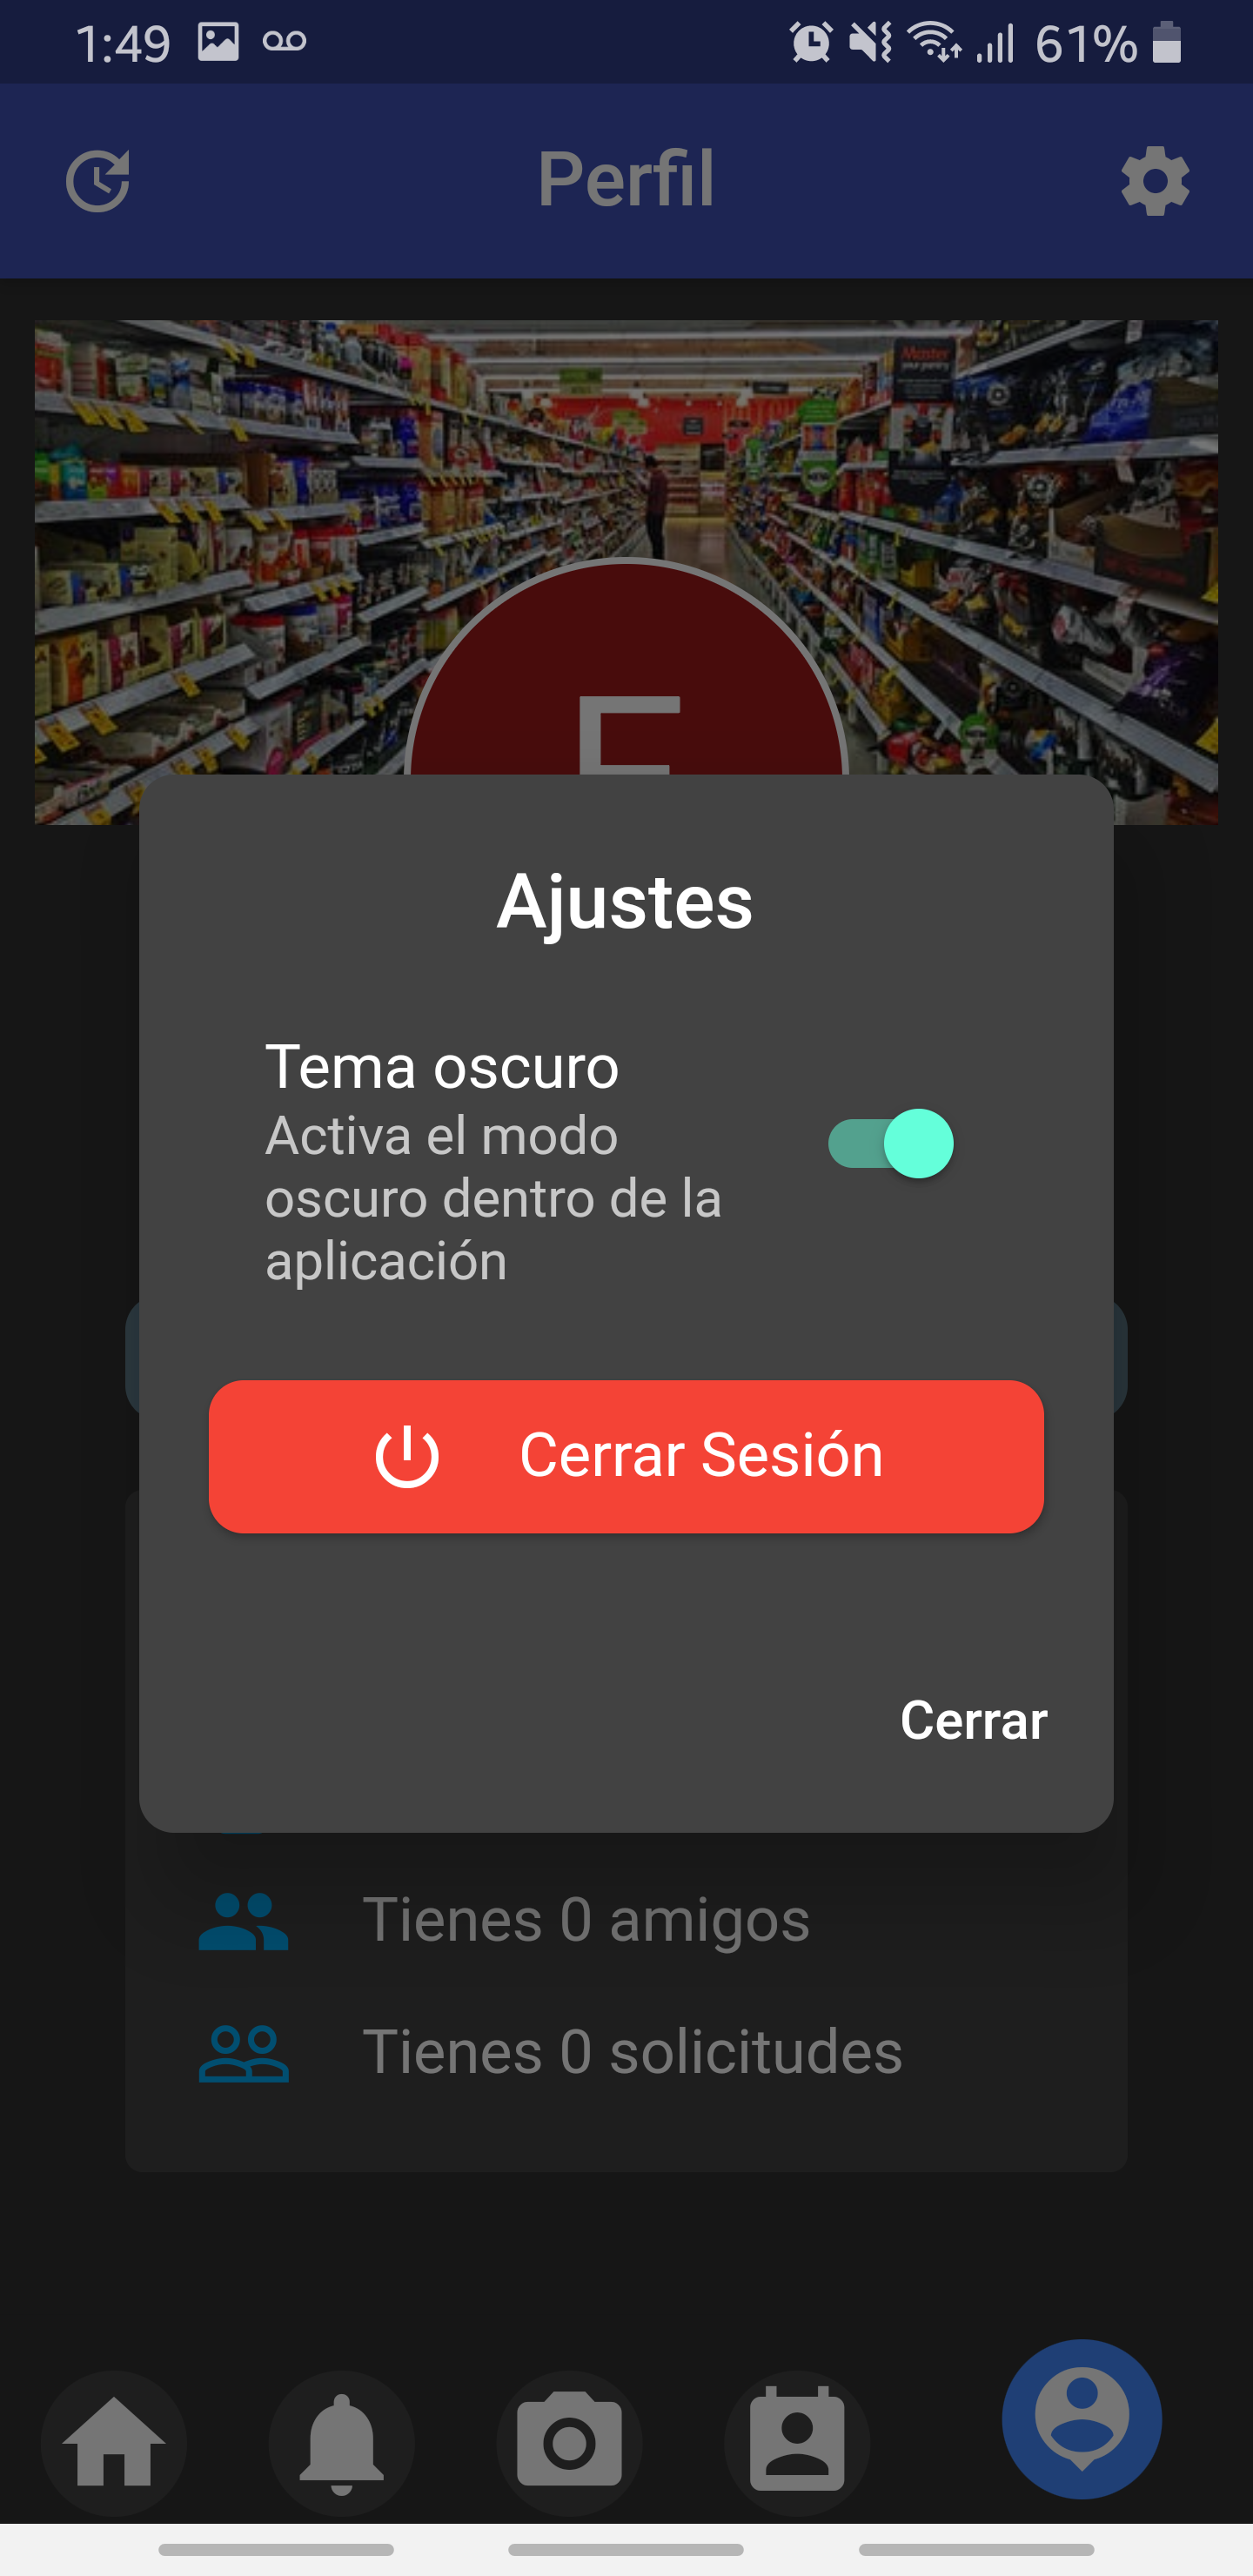 1:49 61%
Perfil
Master
Ajustes
Tema oscuro
Activa el modo
oscuro dentro de la
aplicación
Cerrar Sesión
Cerrar
Tienes 0 amigos
Tienes 0 solicitudes